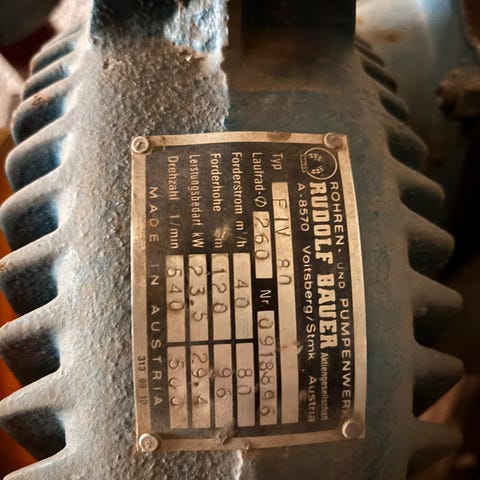 RÖHREN- UND PUMPENWERK
RUDOLF BAUER Aktiengesellschaft
A-8570 Voitsberg/Stmk. Austria
Typ FIV 80
Laufrad-Ø 260 Nr. 0918896
Förderstrom m³/h 40 80
Förderhöhe m 120 96
Leistungsbedarf kW 23,5 29,4
Drehzahl 1/min 540
MADE IN AUSTRIA 313 99 10